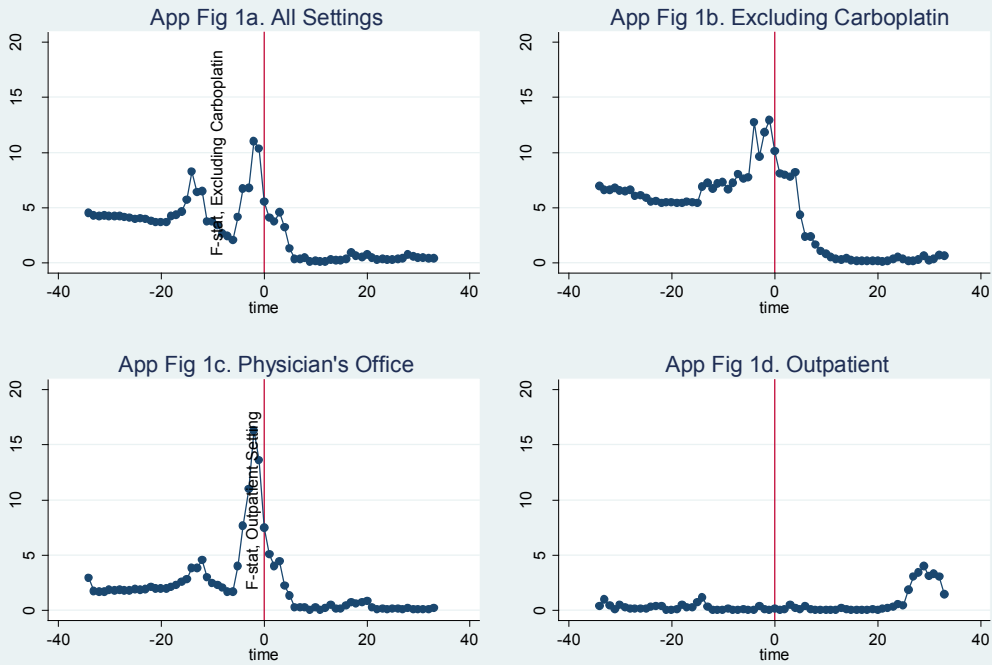 App Fig 1a. All Settings
20
15
10
5
0
F-stat, Excluding Carboplatin
-40 -20 0 20 40
time
App Fig 1b. Excluding Carboplatin
20
15
10
5
0
-40 -20 0 20 40
time
App Fig 1c. Physician's Office
20
15
10
5
0
F-stat, Outpatient Setting
-40 -20 0 20 40
time
App Fig 1d. Outpatient
20
15
10
5
0
-40 -20 0 20 40
time